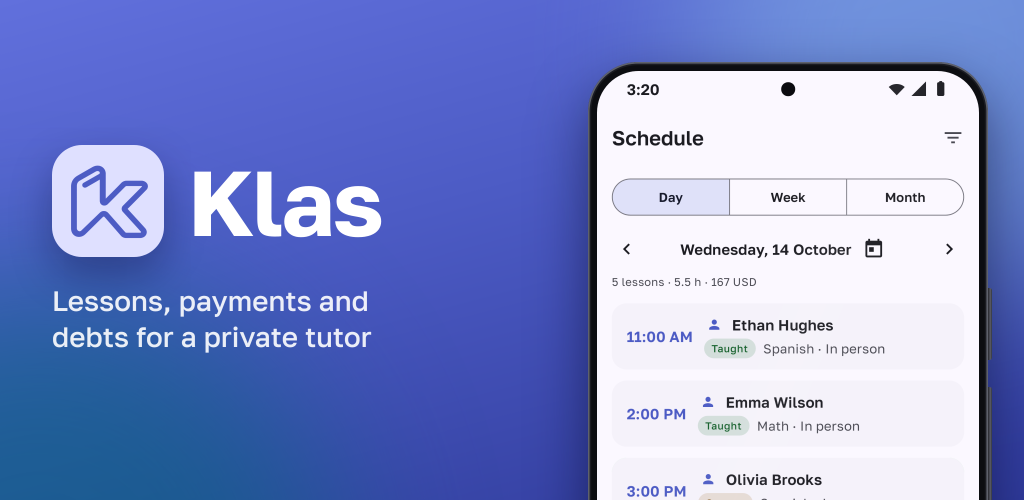 Klas
Lessons, payments and
debts for a private tutor
3:20
Schedule
Day Week Month
Wednesday, 14 October
5 lessons · 5.5 h · 167 USD
11:00 AM
Ethan Hughes
Taught Spanish · In person
2:00 PM
Emma Wilson
Taught Math · In person
3:00 PM
Olivia Brooks